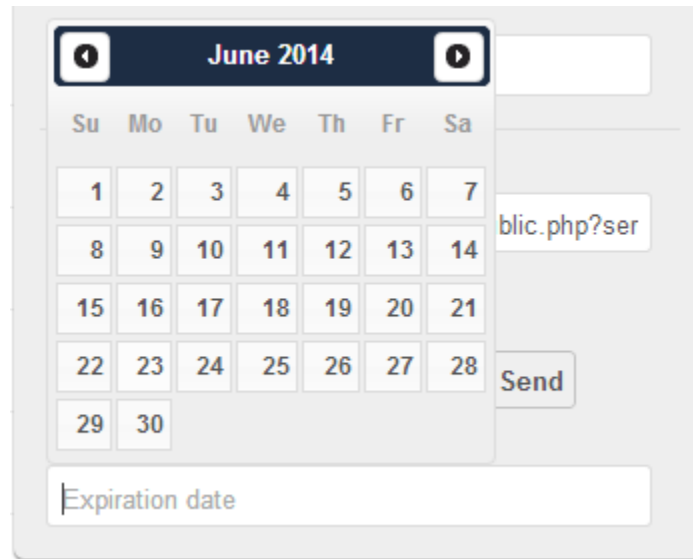 June 2014
Su Mo Tu We Th Fr Sa
1 2 3 4 5 6 7
blic.php?ser
8 9 10 11 12 13 14
15 16 17 18 19 20 21
22 23 24 25 26 27 28
Send
29 30
Expiration date